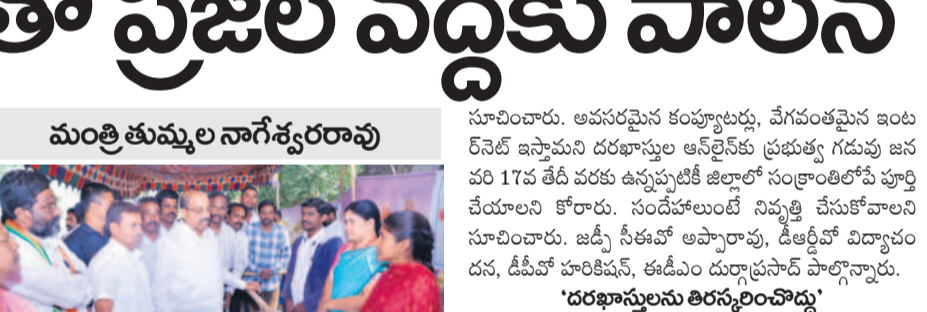 తో ప్రజల వద్దకు పాలన
మంత్రి తుమ్మల నాగేశ్వరరావు
సూచించారు. అవసరమైన కంప్యూటర్లు, వేగవంతమైన ఇంట
ర్‌నెట్ ఇస్తామని దరఖాస్తుల ఆన్‌లైన్‌కు ప్రభుత్వ గడువు జన
వరి 17వ తేదీ వరకు ఉన్నప్పటికీ జిల్లాలో సంక్రాంతిలోపే పూర్తి
చేయాలని కోరారు. సందేహాలుంటే నివృత్తి చేసుకోవాలని
సూచించారు. జడ్పీ సీఈవో అప్పారావు, డీఆర్డీవో విద్యాచం
దన, డీపీవో హరికిషన్, ఈడీఎం దుర్గాప్రసాద్ పాల్గొన్నారు.
‘దరఖాస్తులను తిరస్కరించొద్దు’